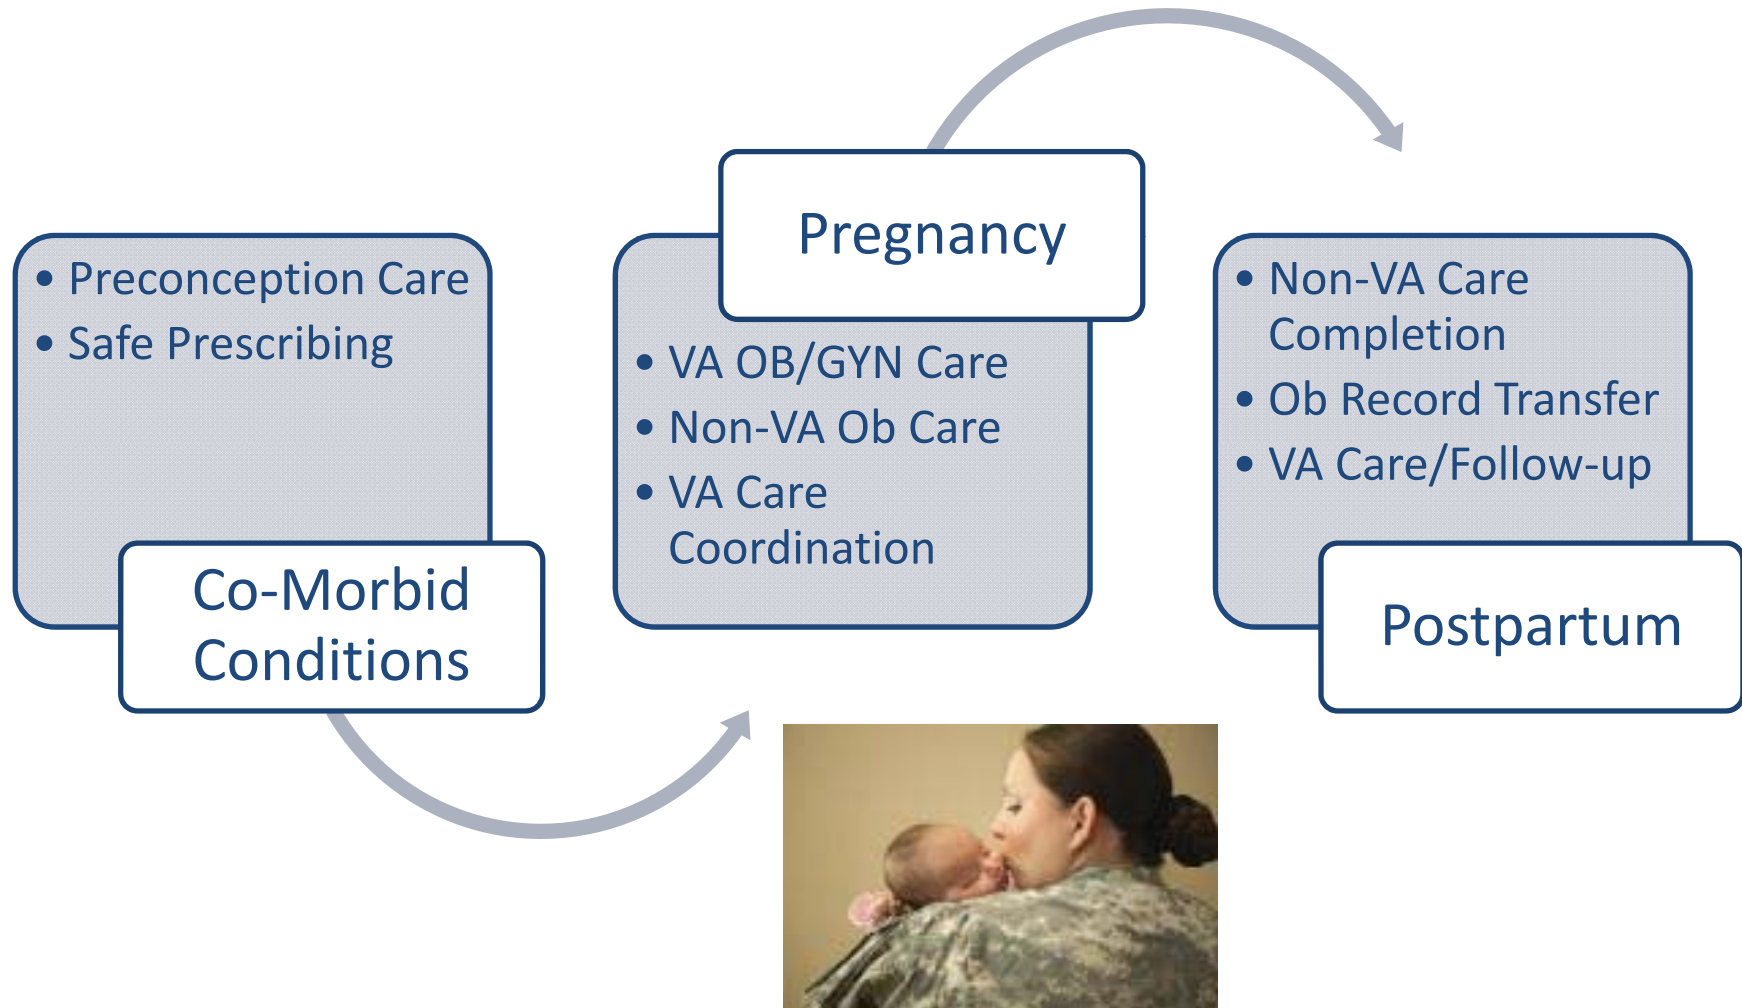 • Preconception Care
• Safe Prescribing
Co-Morbid
Conditions
Pregnancy
• VA OB/GYN Care
• Non-VA Ob Care
• VA Care
Coordination
• Non-VA Care
Completion
• Ob Record Transfer
• VA Care/Follow-up
Postpartum